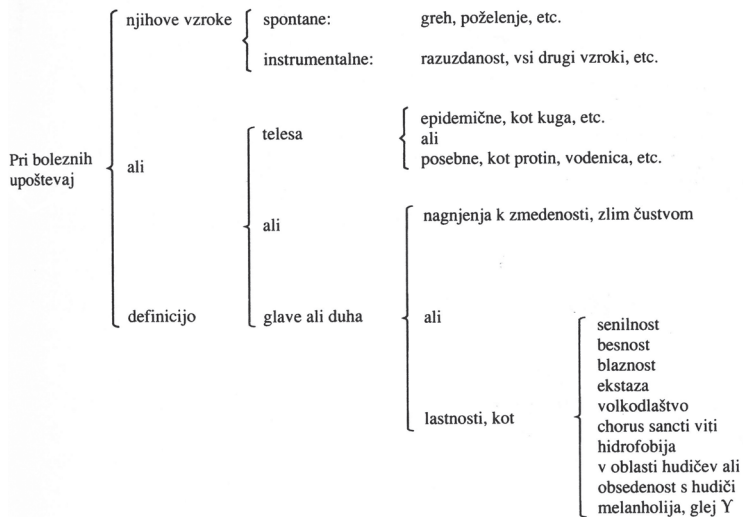 njihove vzroke
spontane: greh, poželenje, etc.
instrumentalne: razuzdanost, vsi drugi vzroki, etc.
Pri boleznih
upoštevaj
ali
telesa
epidemične, kot kuga, etc.
ali
posebne, kot protin, vodenica, etc.
ali
nagnjenja k zmedenosti, zlim čustvom
definicijo
glave ali duha
ali
lastnosti, kot
senilnost
besnost
blaznost
ekstaza
volkodlaštvo
chorus sancti viti
hidrofobija
v oblasti hudičev ali
obsedenost s hudiči
melanholija, glej ϒ